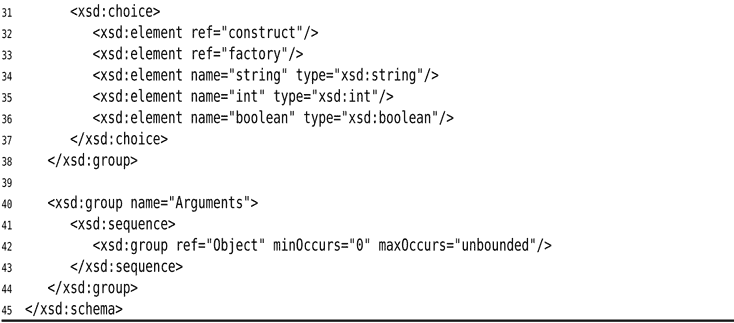 31       <xsd:choice>
32          <xsd:element ref="construct"/>
33          <xsd:element ref="factory"/>
34          <xsd:element name="string" type="xsd:string"/>
35          <xsd:element name="int" type="xsd:int"/>
36          <xsd:element name="boolean" type="xsd:boolean"/>
37       </xsd:choice>
38    </xsd:group>
39
40    <xsd:group name="Arguments">
41       <xsd:sequence>
42          <xsd:group ref="Object" minOccurs="0" maxOccurs="unbounded"/>
43       </xsd:sequence>
44    </xsd:group>
45 </xsd:schema>